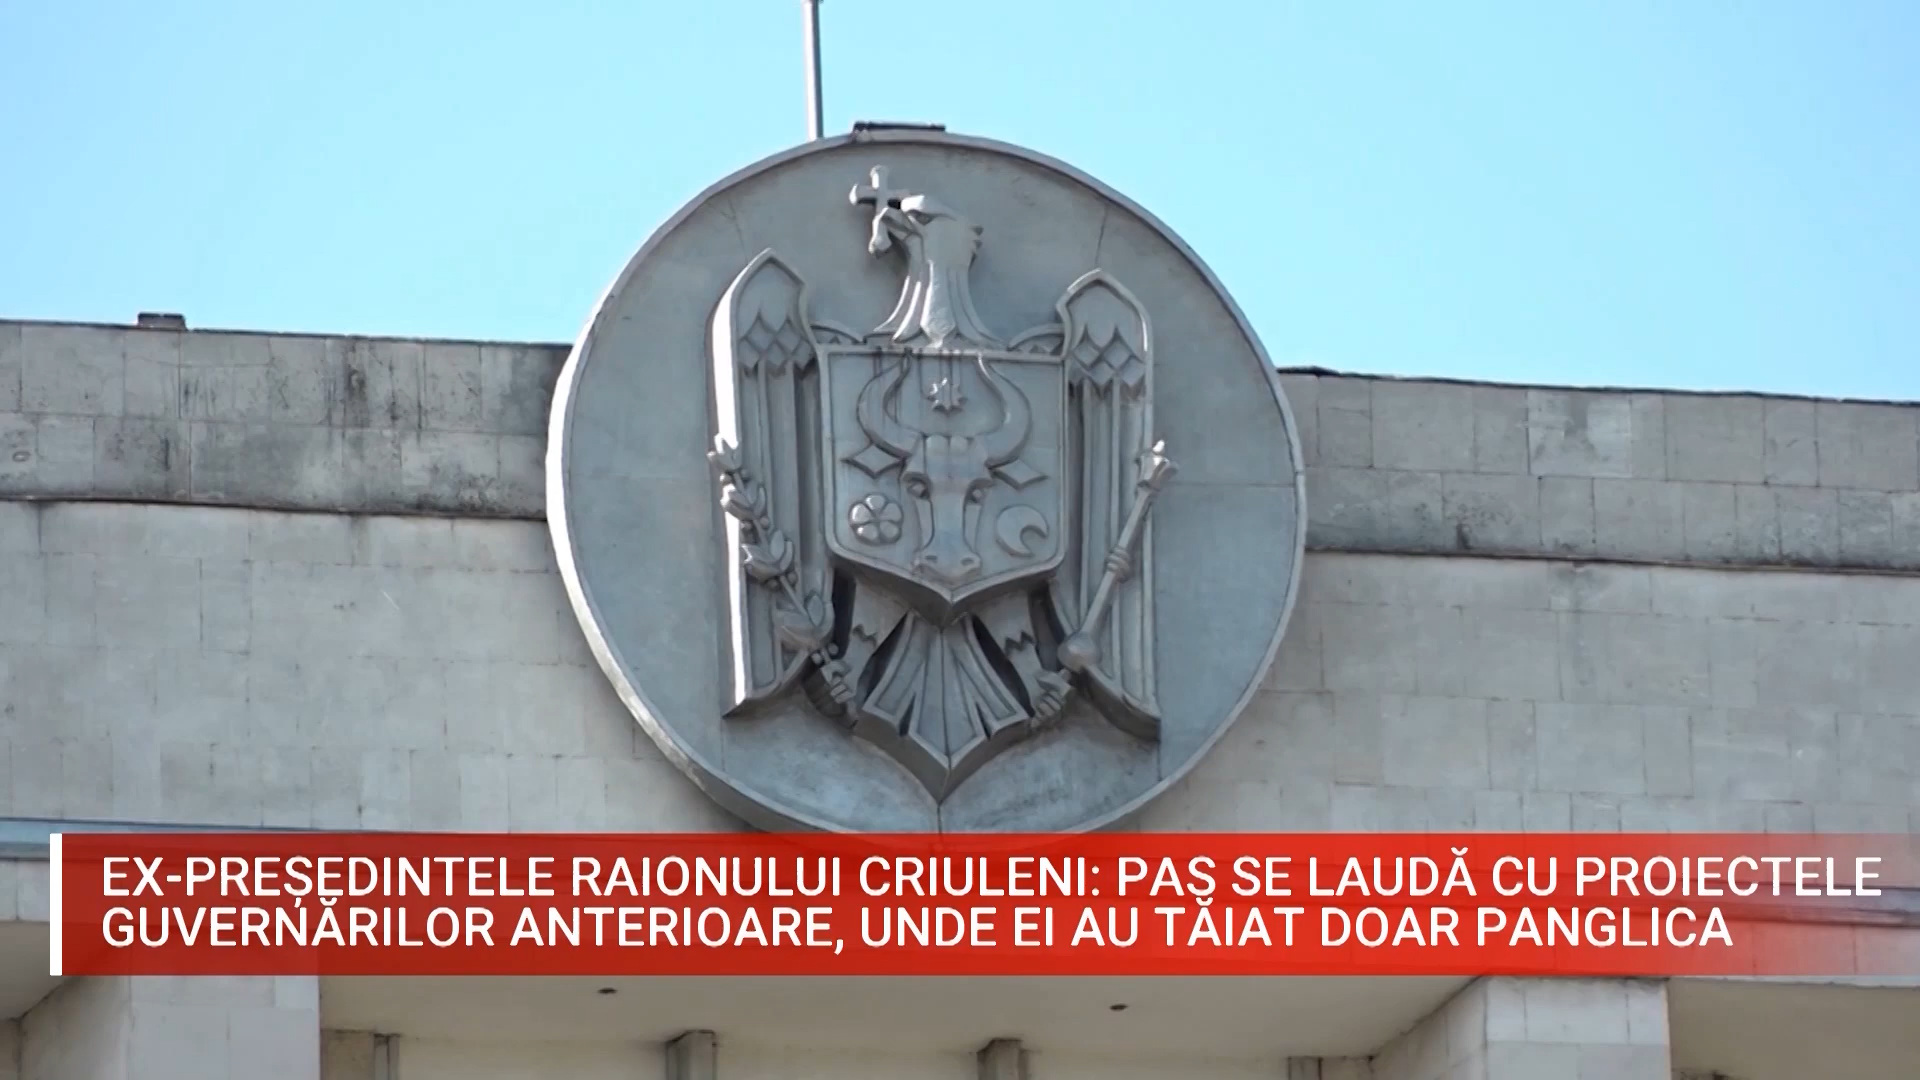 EX-PREȘEDINTELE RAIONULUI CRIULENI: PAS SE LAUDĂ CU PROIECTELE
GUVERNĂRILOR ANTERIOARE, UNDE EI AU TĂIAT DOAR PANGLICA